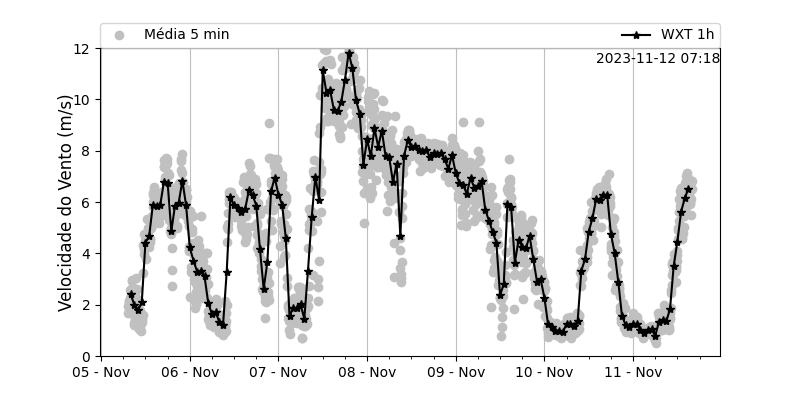 Média 5 min
WXT 1h
2023-11-12 07:18
Velocidade do Vento (m/s)
12
10
8
6
4
2
0
05 - Nov
06 - Nov
07 - Nov
08 - Nov
09 - Nov
10 - Nov
11 - Nov